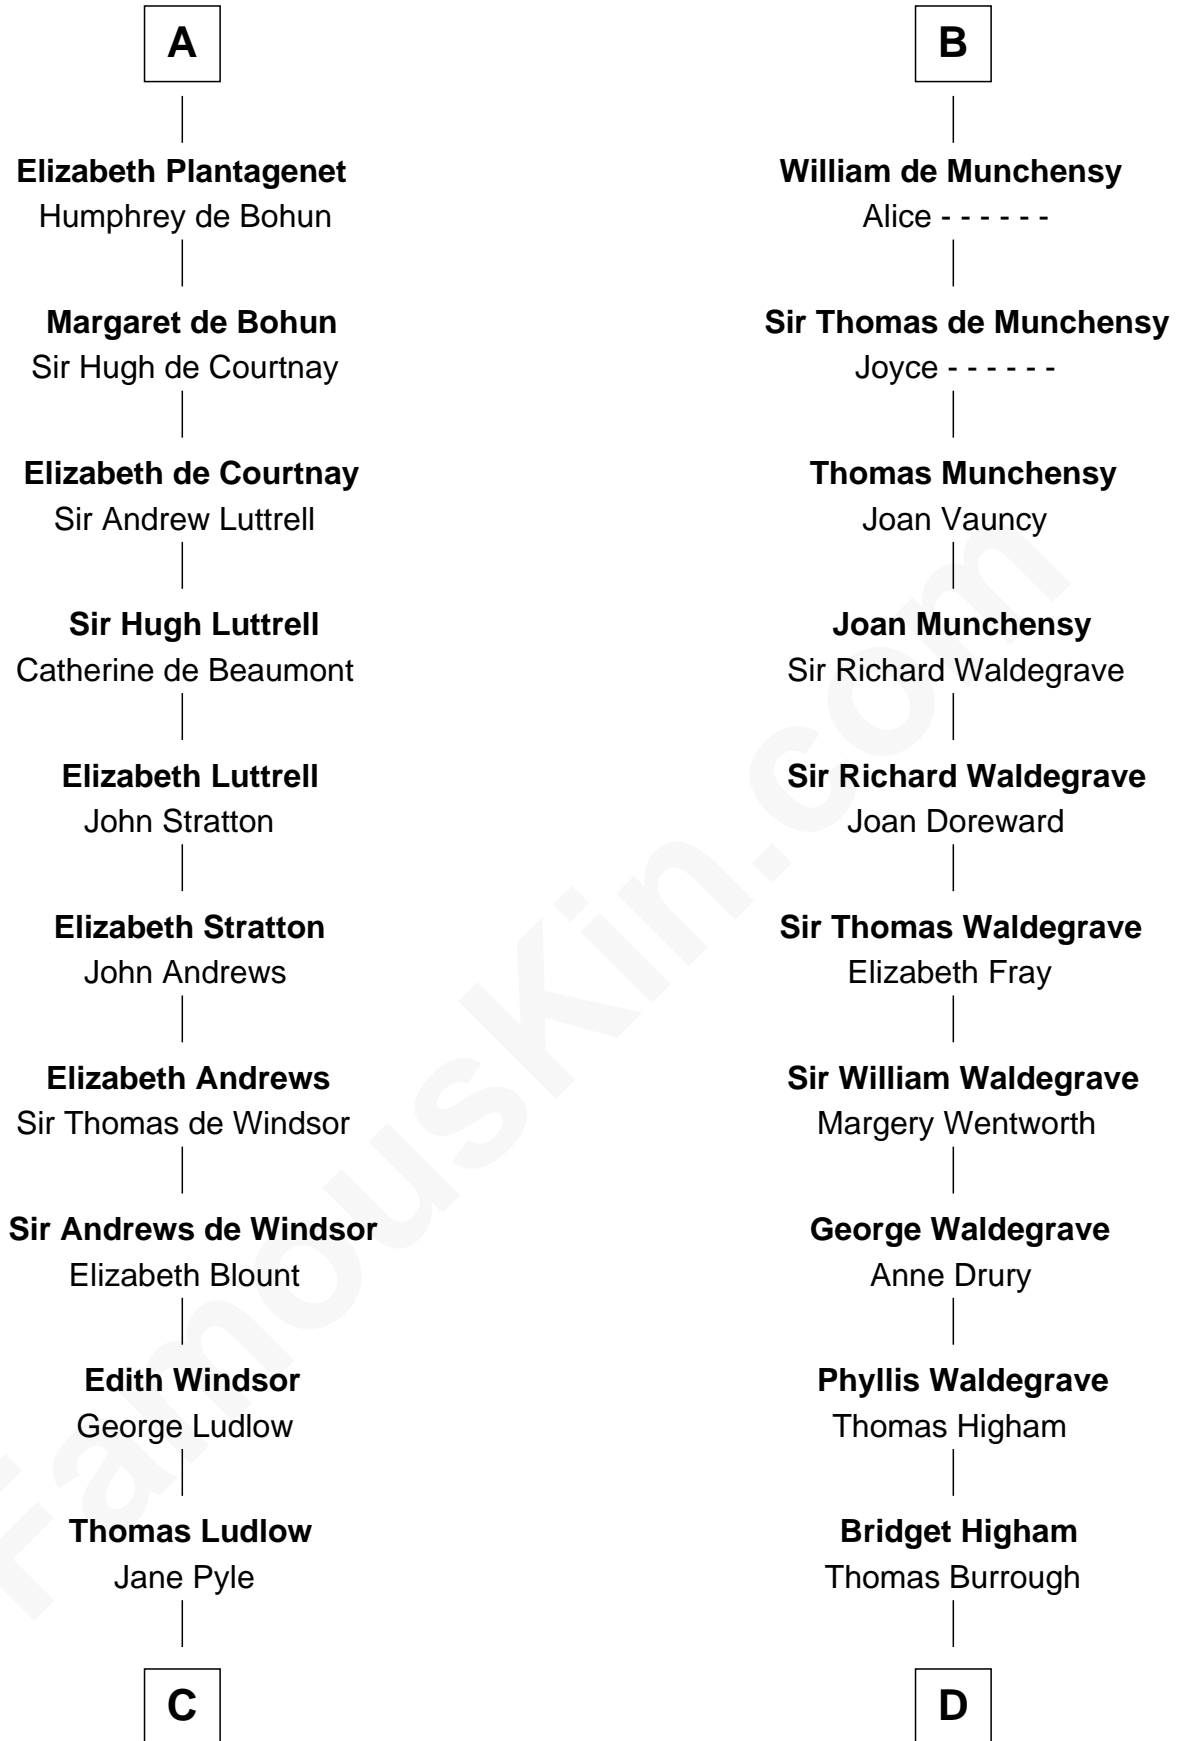 A
Elizabeth Plantagenet
Humphrey de Bohun
Margaret de Bohun
Sir Hugh de Courtnay
Elizabeth de Courtnay
Sir Andrew Luttrell
Sir Hugh Luttrell
Catherine de Beaumont
Elizabeth Luttrell
John Stratton
Elizabeth Stratton
John Andrews
Elizabeth Andrews
Sir Thomas de Windsor
Sir Andrews de Windsor
Elizabeth Blount
Edith Windsor
George Ludlow
Thomas Ludlow
Jane Pyle
C
B
William de Munchensy
Alice - - - - - -
Sir Thomas de Munchensy
Joyce - - - - - -
Thomas Munchensy
Joan Vauncy
Joan Munchensy
Sir Richard Waldegrave
Sir Richard Waldegrave
Joan Doreward
Sir Thomas Waldegrave
Elizabeth Fray
Sir William Waldegrave
Margery Wentworth
George Waldegrave
Anne Drury
Phyllis Waldegrave
Thomas Higham
Bridget Higham
Thomas Burrough
D
FamousKin.com